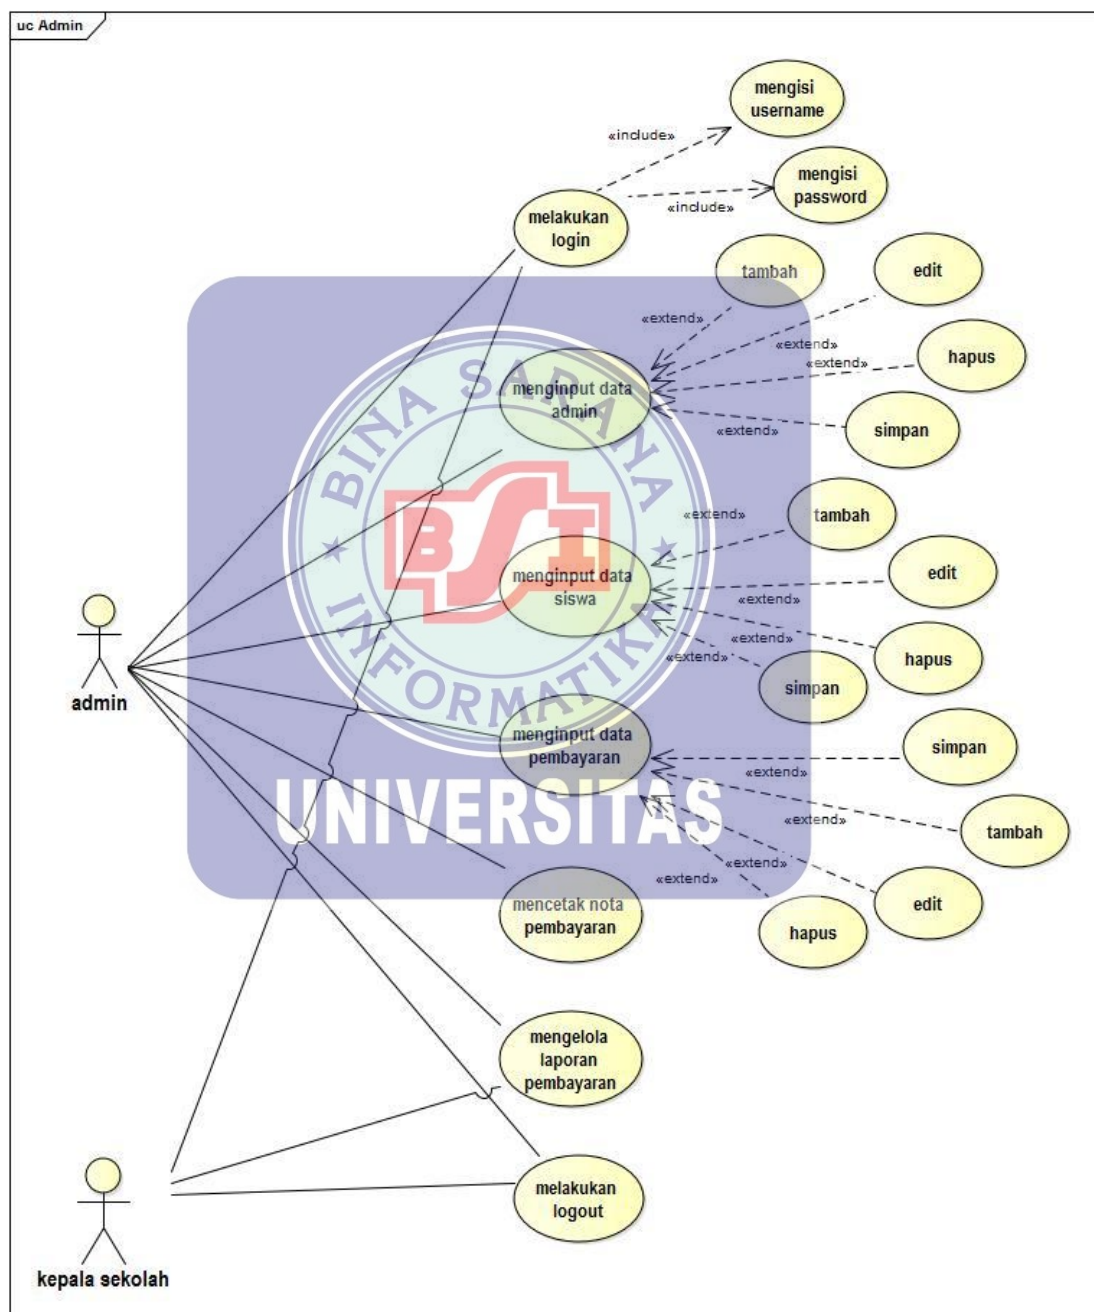 uc Admin
mengisi
username
«include»
mengisi
password
«include»
melakukan
login
tambah
edit
«extend»
«extend»
hapus
«extend»
menginput data
admin
simpan
«extend»
BINA SARANA
INFORMATIKA
BSI
UNIVERSITAS
tambah
«extend»
menginput data
siswa
edit
«extend»
hapus
«extend»
simpan
«extend»
admin
menginput data
pembayaran
simpan
«extend»
tambah
«extend»
edit
«extend»
hapus
«extend»
mencetak nota
pembayaran
mengelola
laporan
pembayaran
melakukan
logout
kepala sekolah